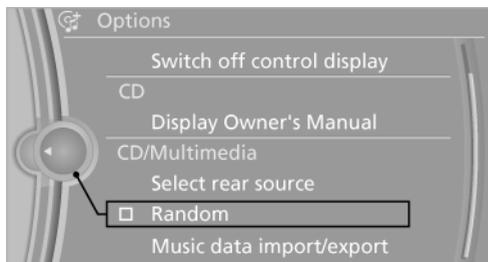 Options
Switch off control display
CD
Display Owner's Manual
CD/Multimedia
Select rear source
Random
Music data import/export